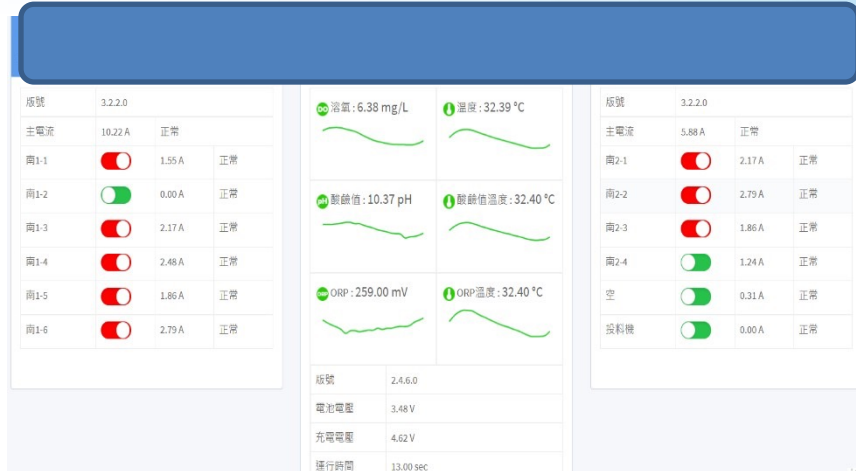 版號 3.2.2.0
主電流 10.22 A 正常
南1-1 1.55 A 正常
南1-2 0.00 A 正常
南1-3 2.17 A 正常
南1-4 2.48 A 正常
南1-5 1.86 A 正常
南1-6 2.79 A 正常
DO 溶氧 : 6.38 mg/L
溫度 : 32.39 °C
pH 酸鹼值 : 10.37 pH
酸鹼值溫度 : 32.40 °C
ORP ORP : 259.00 mV
ORP溫度 : 32.40 °C
版號 2.4.6.0
電池電壓 3.48 V
充電電壓 4.62 V
運行時間 13.00 sec
版號 3.2.2.0
主電流 5.88 A 正常
南2-1 2.17 A 正常
南2-2 2.79 A 正常
南2-3 1.86 A 正常
南2-4 1.24 A 正常
空 0.31 A 正常
投料機 0.00 A 正常